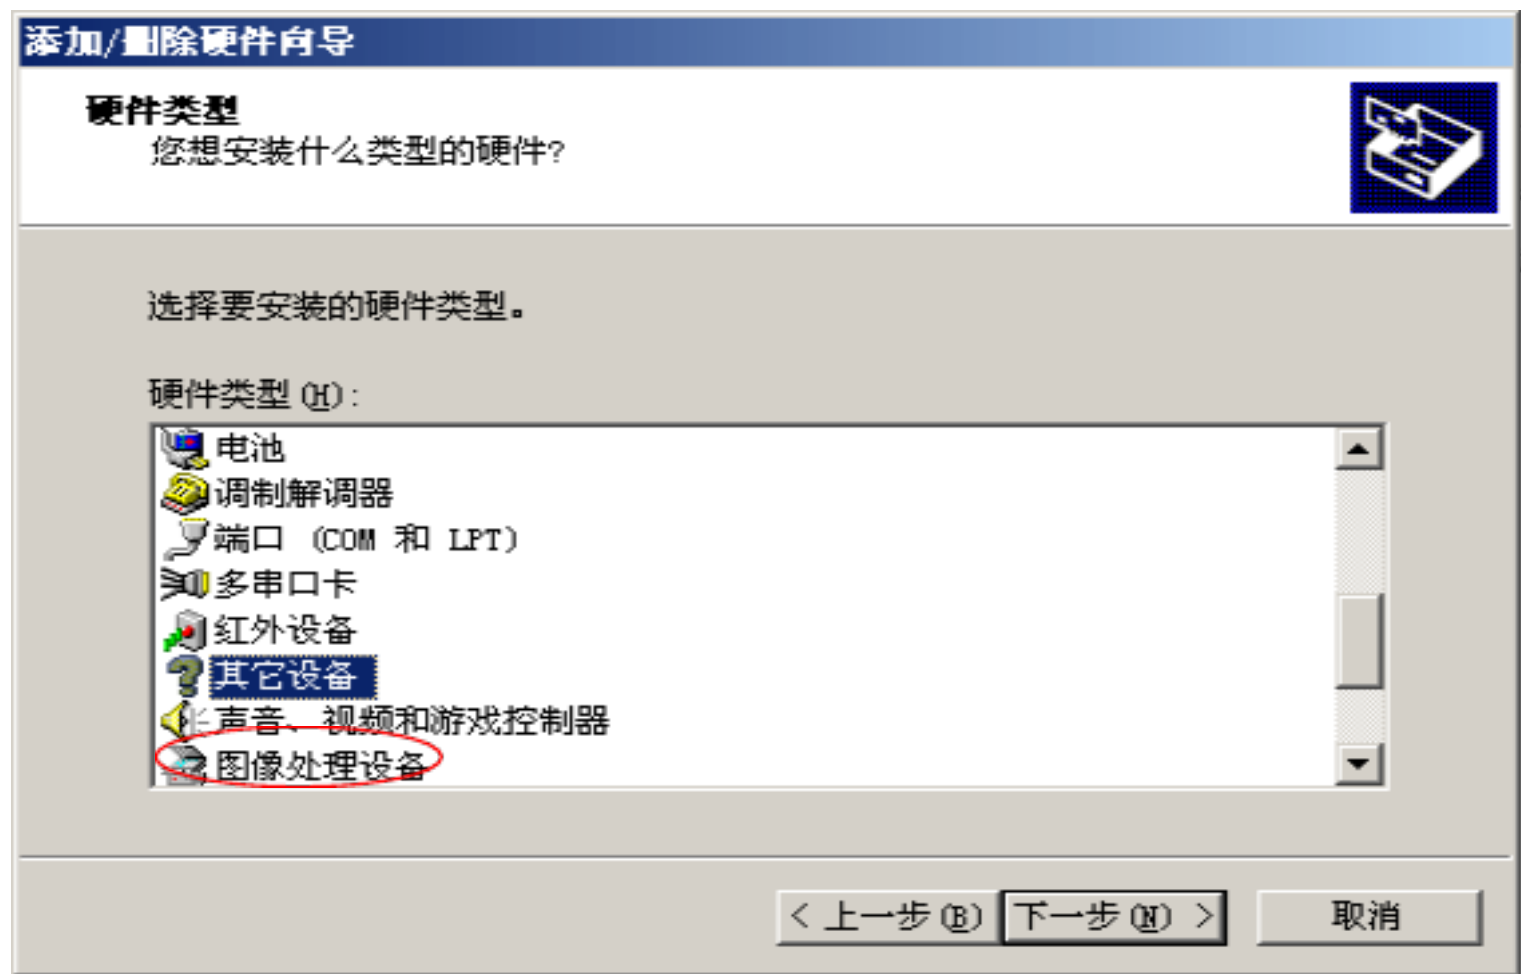 添加/删除硬件向导
硬件类型
您想安装什么类型的硬件?
选择要安装的硬件类型。
硬件类型(H):
电池
调制解调器
端口 (COM 和 LPT)
多串口卡
红外设备
其它设备
声音、视频和游戏控制器
图像处理设备
< 上一步(B) 下一步(N) > 取消